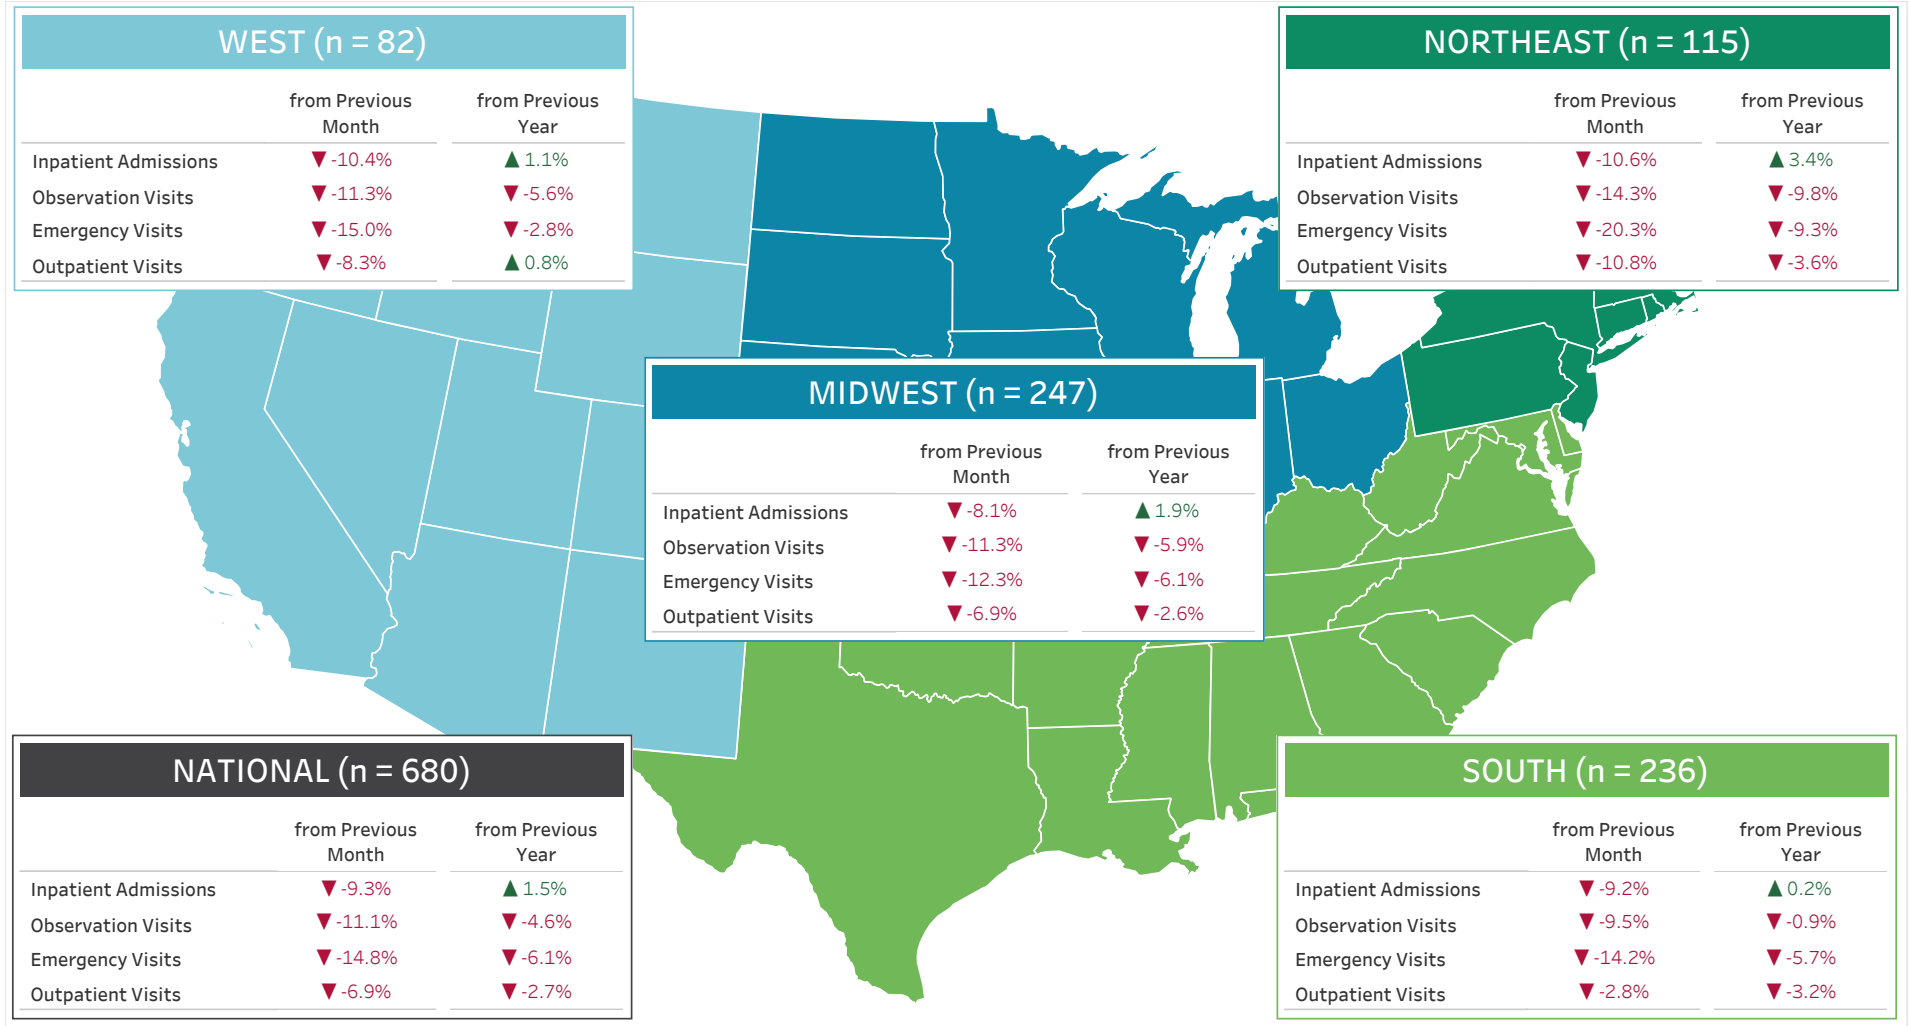 WEST (n = 82)
from Previous Month from Previous Year
Inpatient Admissions ▼ -10.4% ▲ 1.1%
Observation Visits ▼ -11.3% ▼ -5.6%
Emergency Visits ▼ -15.0% ▼ -2.8%
Outpatient Visits ▼ -8.3% ▲ 0.8%
NORTHEAST (n = 115)
from Previous Month from Previous Year
Inpatient Admissions ▼ -10.6% ▲ 3.4%
Observation Visits ▼ -14.3% ▼ -9.8%
Emergency Visits ▼ -20.3% ▼ -9.3%
Outpatient Visits ▼ -10.8% ▼ -3.6%
MIDWEST (n = 247)
from Previous Month from Previous Year
Inpatient Admissions ▼ -8.1% ▲ 1.9%
Observation Visits ▼ -11.3% ▼ -5.9%
Emergency Visits ▼ -12.3% ▼ -6.1%
Outpatient Visits ▼ -6.9% ▼ -2.6%
NATIONAL (n = 680)
from Previous Month from Previous Year
Inpatient Admissions ▼ -9.3% ▲ 1.5%
Observation Visits ▼ -11.1% ▼ -4.6%
Emergency Visits ▼ -14.8% ▼ -6.1%
Outpatient Visits ▼ -6.9% ▼ -2.7%
SOUTH (n = 236)
from Previous Month from Previous Year
Inpatient Admissions ▼ -9.2% ▲ 0.2%
Observation Visits ▼ -9.5% ▼ -0.9%
Emergency Visits ▼ -14.2% ▼ -5.7%
Outpatient Visits ▼ -2.8% ▼ -3.2%